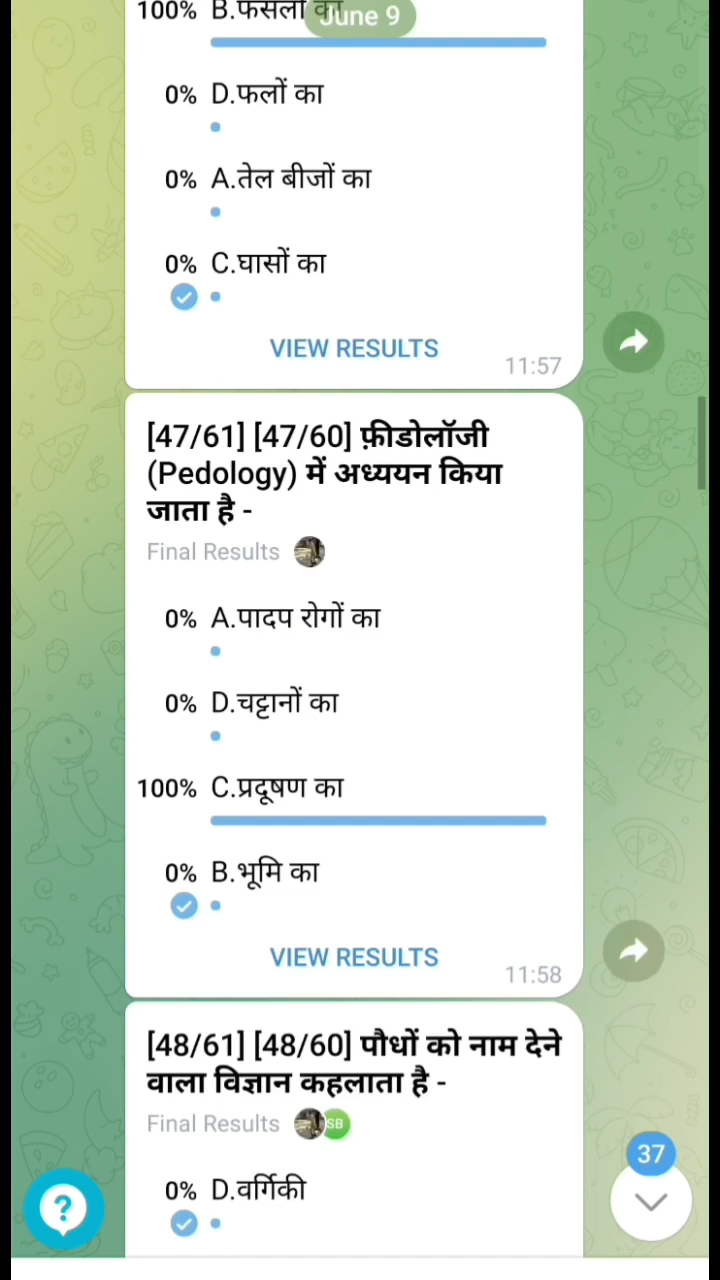 100% B.फसलों का
June 9
0% D.फलों का
0% A.तेल बीजों का
0% C.घासों का
VIEW RESULTS
11:57
[47/61] [47/60] फ़ीडोलॉजी
(Pedology) में अध्ययन किया
जाता है -
Final Results
0% A.पादप रोगों का
0% D.चट्टानों का
100% C.प्रदूषण का
0% B.भूमि का
VIEW RESULTS
11:58
[48/61] [48/60] पौधों को नाम देने
वाला विज्ञान कहलाता है -
Final Results SB
0% D.वर्गिकी
37
?